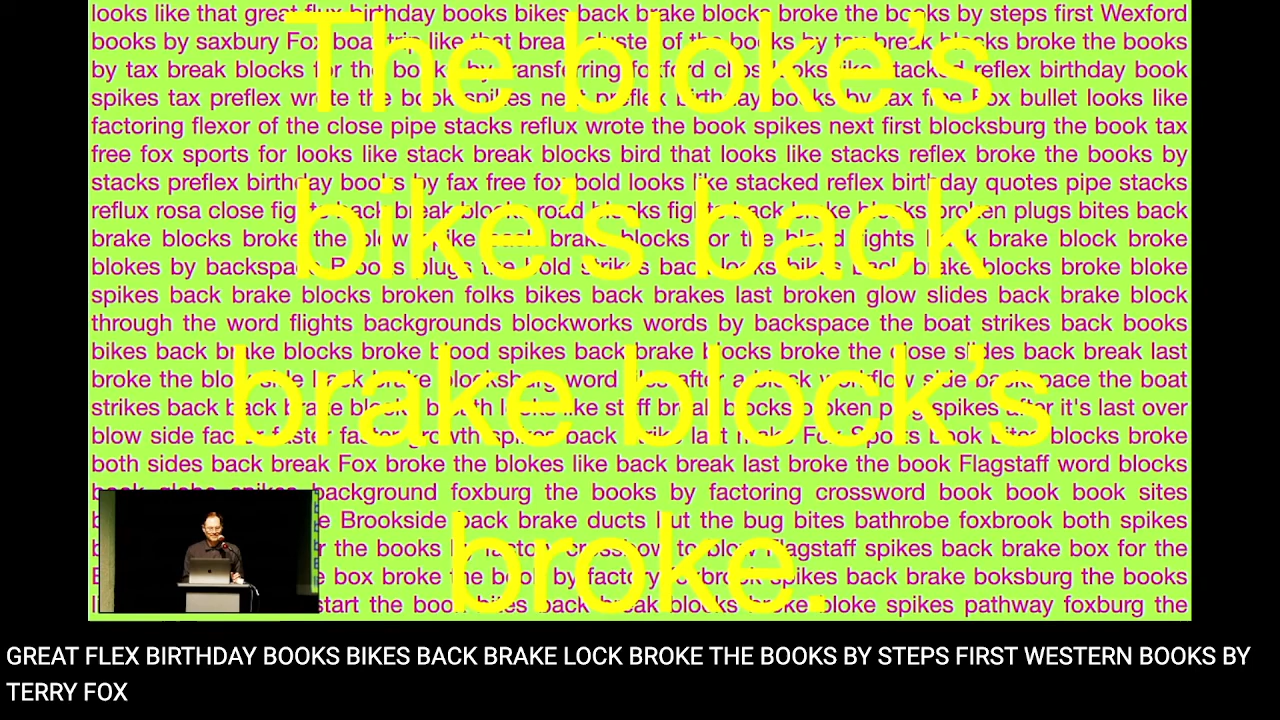 looks like that great flux birthday books bikes back brake blocks broke the books by steps first Wexford
books by saxbury Fox boat trip like that break cluster of the books by tax break blocks broke the books
by tax break blocks for the books by transferring foxford clips looks like stacked reflex birthday book
spikes tax preflex wrote the book spikes next preflex birthday books by tax free Fox bullet looks like
factoring flexor of the close pipe stacks reflux wrote the book spikes next first blocksburg the book tax
free fox sports for looks like stack break blocks bird that looks like stacks reflex broke the books by
stacks preflex birthday books by fax free fox bold looks like stacked reflex birthday quotes pipe stacks
reflux rosa close fights back break blocks road blocks fight back brake blocks broken plugs bites back
brake blocks broke the blow spike back brake blocks for the blood fights back brake block broke
blokes by backspace Brooks plugs the bold strikes back locks bikes back brake blocks broke bloke
spikes back brake blocks broken folks bikes back brakes last broken glow slides back brake block
through the word flights backgrounds blockworks words by backspace the boat strikes back books
bikes back brake blocks broke blood spikes back brake blocks broke the close slides back break last
broke the blow side back brake blocksburg word files after a block workflow side backspace the boat
strikes back back brake blocks broth looks like stuff break blocks broken plug spikes after it's last over
blow side factor faster faster growth spikes back strike last make Fox Sports book bites blocks broke
both sides back break Fox broke the blokes like back break last broke the book Flagstaff word blocks
book globe spikes background foxburg the books by factoring crossword book book book sites
Brookside back brake ducts but the bug bites bathrobe foxbrook both spikes
the books by factory crossbow to blow Flagstaff spikes back brake box for the
box broke the book by factory foxbrook spikes back brake boksburg the books
start the book bites back break blocks broke bloke spikes pathway foxburg the
The bloke's
bike's back
brake block's
broke.
GREAT FLEX BIRTHDAY BOOKS BIKES BACK BRAKE LOCK BROKE THE BOOKS BY STEPS FIRST WESTERN BOOKS BY
TERRY FOX